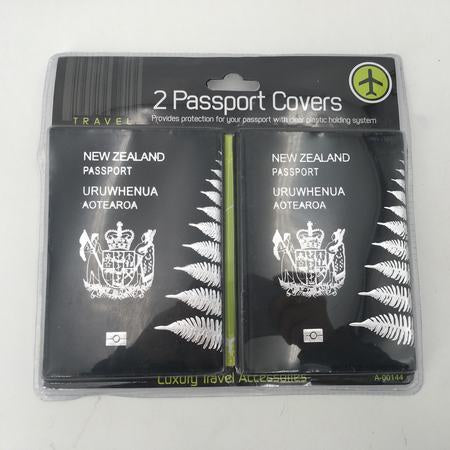 TRAVEL
2 Passport Covers
Provides protection for your passport with clear plastic holding system
NEW ZEALAND
PASSPORT
URUWHENUA
AOTEAROA
NEW ZEALAND
PASSPORT
URUWHENUA
AOTEAROA
Luxury Travel Accessories
A-00144